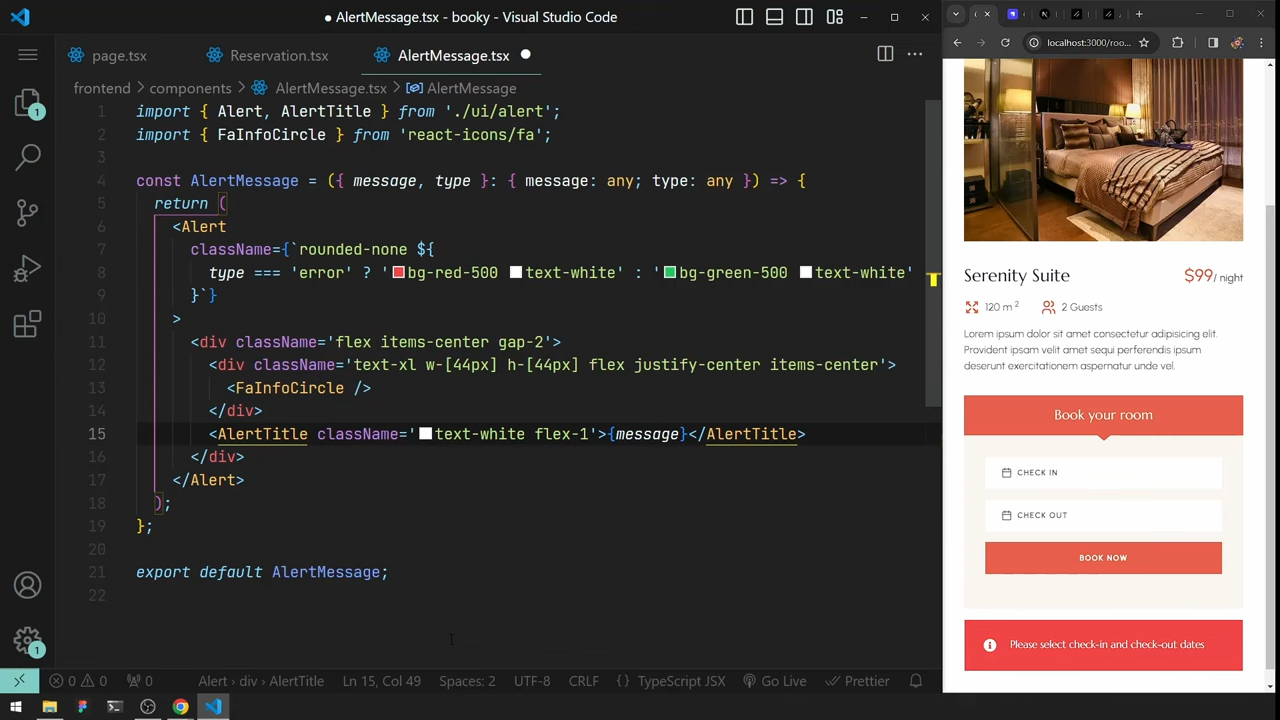 ● AlertMessage.tsx - booky - Visual Studio Code
page.tsx
Reservation.tsx
AlertMessage.tsx ●
frontend > components > AlertMessage.tsx > AlertMessage
1 import { Alert, AlertTitle } from './ui/alert';
2 import { FaInfoCircle } from 'react-icons/fa';
3
4 const AlertMessage = ({ message, type }: { message: any; type: any }) => {
5 return (
6 <Alert
7 className={`rounded-none ${
8 type === 'error' ? 'bg-red-500 text-white' : 'bg-green-500 text-white'
9 }`}
10 >
11 <div className='flex items-center gap-2'>
12 <div className='text-xl w-[44px] h-[44px] flex justify-center items-center'>
13 <FaInfoCircle />
14 </div>
15 <AlertTitle className='text-white flex-1'>{message}</AlertTitle>
16 </div>
17 </Alert>
18 );
19 };
20
21 export default AlertMessage;
22
1
1
0 0 0 Alert › div › AlertTitle Ln 15, Col 49 Spaces: 2 UTF-8 CRLF {} TypeScript JSX Go Live Prettier
localhost:3000/roo...
Serenity Suite
$99/ night
120 m 2
2 Guests
Lorem ipsum dolor sit amet consectetur adipisicing elit.
Provident ipsam velit amet sequi perferendis ipsum
deserunt exercitationem aspernatur unde vel.
Book your room
CHECK IN
CHECK OUT
BOOK NOW
Please select check-in and check-out dates